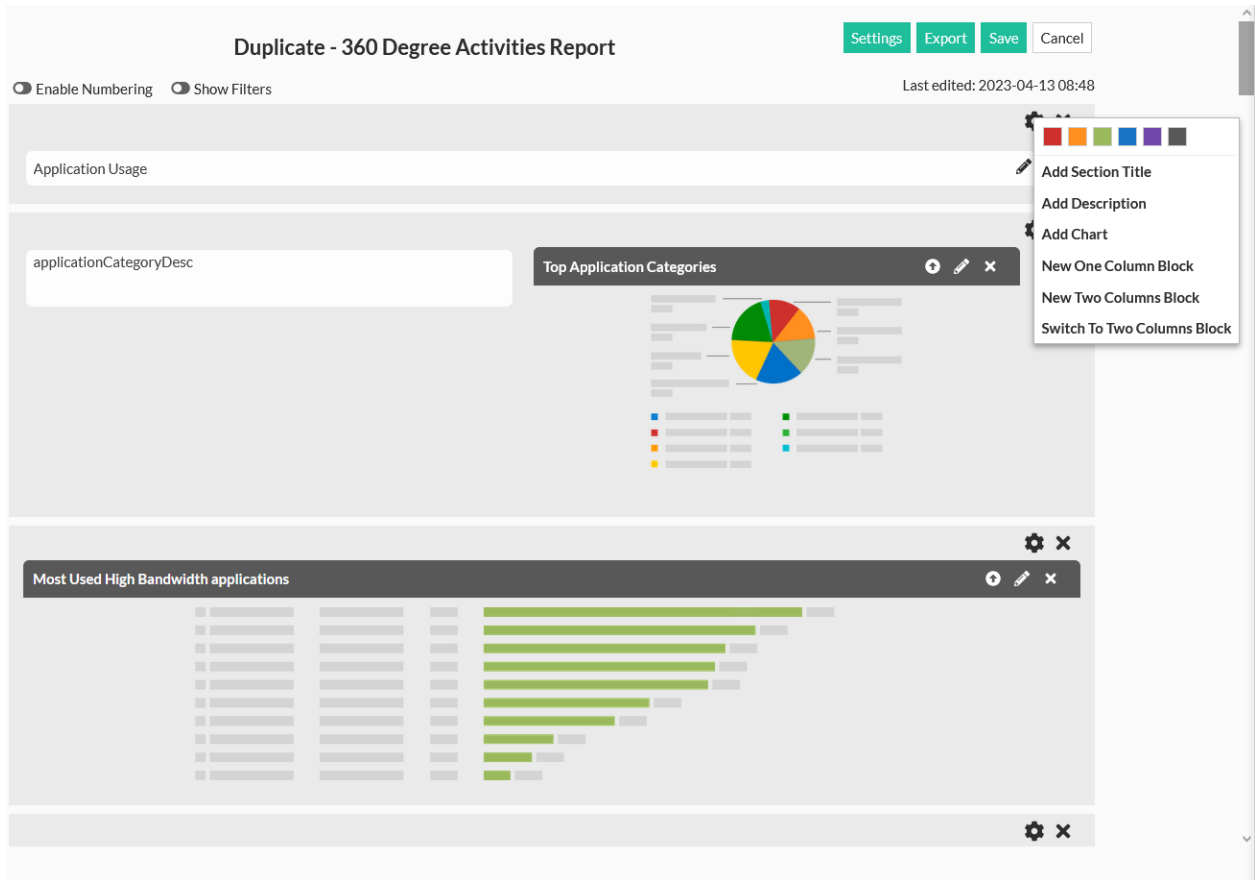 Duplicate - 360 Degree Activities Report
Settings
Export
Save
Cancel
Enable Numbering
Show Filters
Last edited: 2023-04-13 08:48
Application Usage
Add Section Title
Add Description
Add Chart
New One Column Block
New Two Columns Block
Switch To Two Columns Block
applicationCategoryDesc
Top Application Categories
Most Used High Bandwidth applications